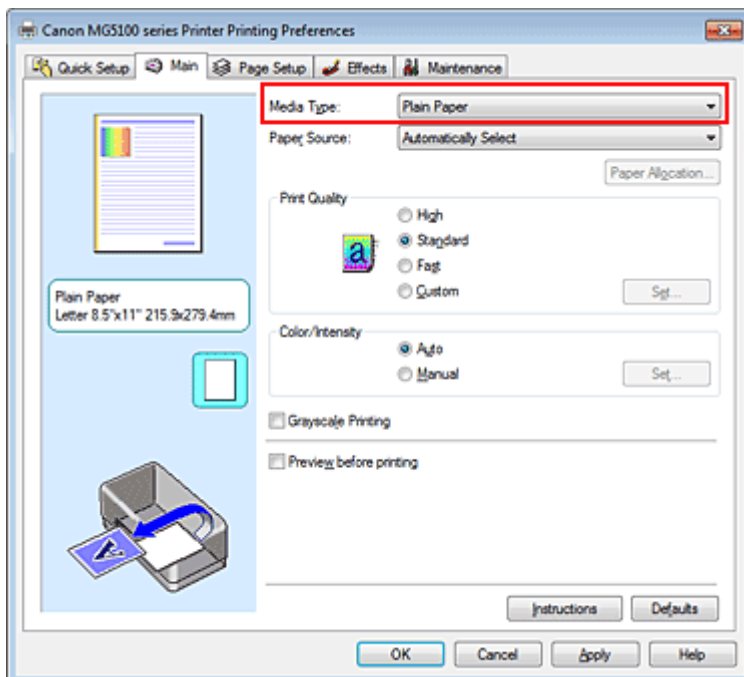 Canon MG5100 series Printer Printing Preferences
Quick Setup Main Page Setup Effects Maintenance
Media Type: Plain Paper
Paper Source: Automatically Select
Paper Allocation...
Print Quality
High
a Standard
Fast
Custom Set...
Plain Paper
Letter 8.5"x11" 215.9x279.4mm
Color/Intensity
Auto
Manual Set...
Grayscale Printing
Preview before printing
A
Instructions Defaults
OK Cancel Apply Help